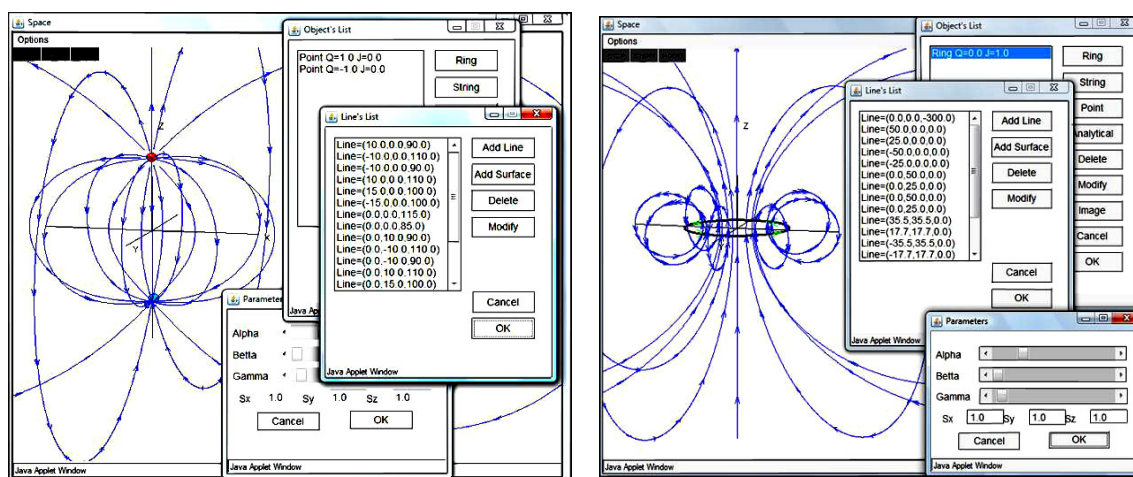 Space
Options
Z
X
Y
Java Applet Window
Object's List
Point Q=1.0 J=0.0
Point Q=-1.0 J=0.0
Ring
String
Line's List
Line=(10.0,0.0,90.0)
Line=(-10.0,0.0,110.0)
Line=(-10.0,0.0,90.0)
Line=(10.0,0.0,110.0)
Line=(15.0,0.0,100.0)
Line=(-15.0,0.0,100.0)
Line=(0.0,0.0,115.0)
Line=(0.0,0.0,85.0)
Line=(0.0,10.0,90.0)
Line=(0.0,-10.0,110.0)
Line=(0.0,-10.0,90.0)
Line=(0.0,10.0,110.0)
Line=(0.0,15.0,100.0)
Add Line
Add Surface
Delete
Modify
Cancel
OK
Java Applet Window
Parameter
Alpha
Betta
Gamma
Sx 1.0 Sy 1.0 Sz 1.0
Cancel
OK
Java Applet Window
Space
Options
Z
Java Applet Window
Object's List
Ring Q=0.0 J=1.0
Ring
String
Point
Analytical
Delete
Modify
Image
Cancel
OK
Line's List
Line=(0.0,0.0,-300.0)
Line=(50.0,0.0,0.0)
Line=(25.0,0.0,0.0)
Line=(-50.0,0.0,0.0)
Line=(-25.0,0.0,0.0)
Line=(0.0,50.0,0.0)
Line=(0.0,25.0,0.0)
Line=(0.0,50.0,0.0)
Line=(0.0,25.0,0.0)
Line=(35.5,35.5,0.0)
Line=(17.7,17.7,0.0)
Line=(-35.5,35.5,0.0)
Line=(-17.7,17.7,0.0)
Add Line
Add Surface
Delete
Modify
Cancel
OK
Java Applet Window
Parameters
Alpha
Betta
Gamma
Sx 1.0 Sy 1.0 Sz 1.0
Cancel
OK
Java Applet Window